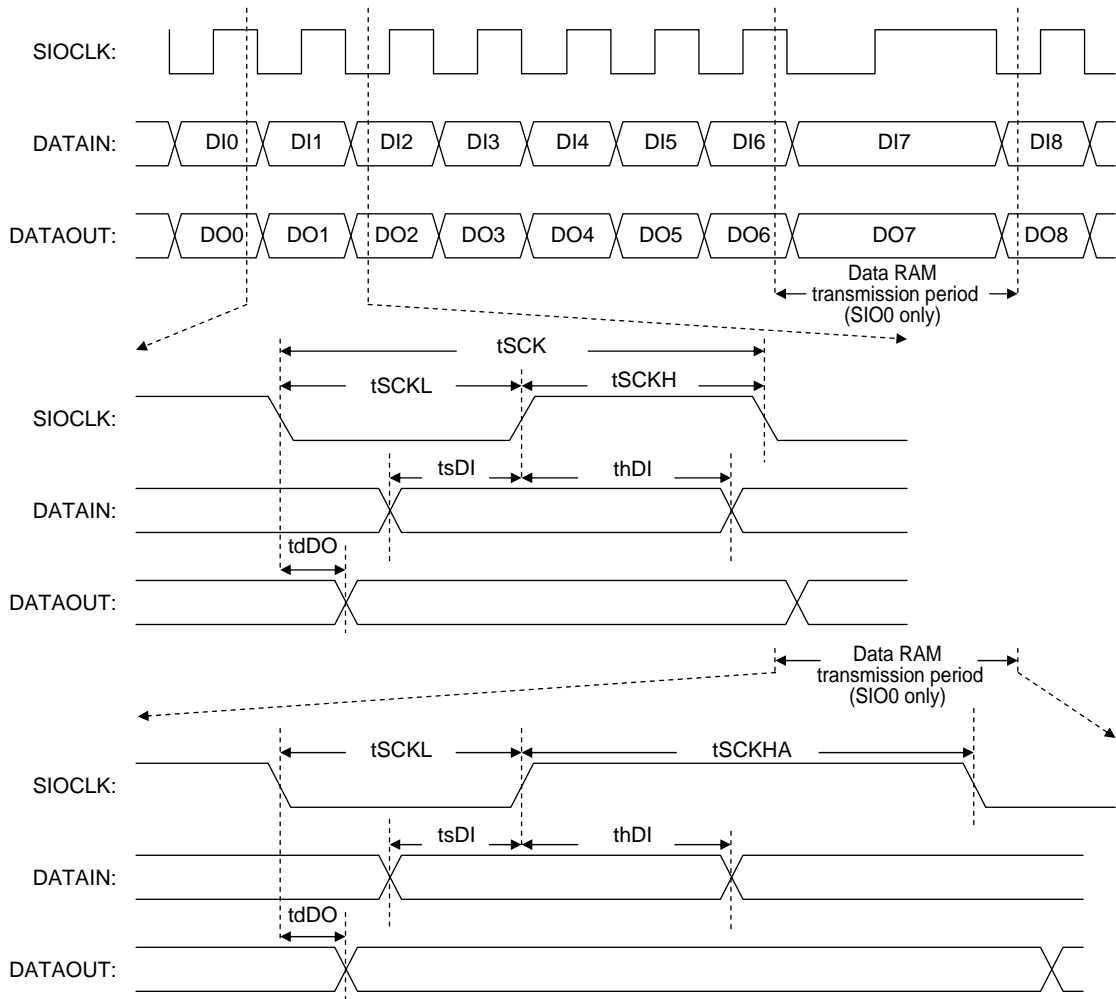 SIOCLK:
DATAIN: DI0 DI1 DI2 DI3 DI4 DI5 DI6 DI7 DI8
DATAOUT: DO0 DO1 DO2 DO3 DO4 DO5 DO6 DO7 DO8
Data RAM
transmission period
(SIO0 only)
tSCK
tSCKL tSCKH
SIOCLK:
tsDI thDI
DATAIN:
tdDO
DATAOUT:
Data RAM
transmission period
(SIO0 only)
tSCKL tSCKHA
SIOCLK:
tsDI thDI
DATAIN:
tdDO
DATAOUT: